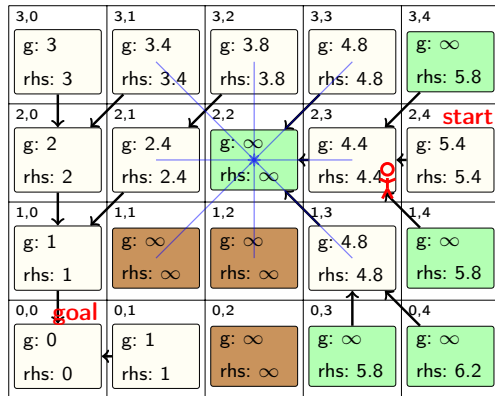 3,0 3,1 3,2 3,3 3,4
g: 3 g: 3.4 g: 3.8 g: 4.8 g: ∞
rhs: 3 rhs: 3.4 rhs: 3.8 rhs: 4.8 rhs: 5.8
2,0 2,1 2,2 2,3 2,4
start
g: 2 g: 2.4 g: ∞ g: 4.4 g: 5.4
rhs: 2 rhs: 2.4 rhs: ∞ rhs: 4.4 rhs: 5.4
1,0 1,1 1,2 1,3 1,4
g: 1 g: ∞ g: ∞ g: 4.8 g: ∞
rhs: 1 rhs: ∞ rhs: ∞ rhs: 4.8 rhs: 5.8
0,0 0,1 0,2 0,3 0,4
goal
g: 0 g: 1 g: ∞ g: ∞ g: ∞
rhs: 0 rhs: 1 rhs: ∞ rhs: 5.8 rhs: 6.2